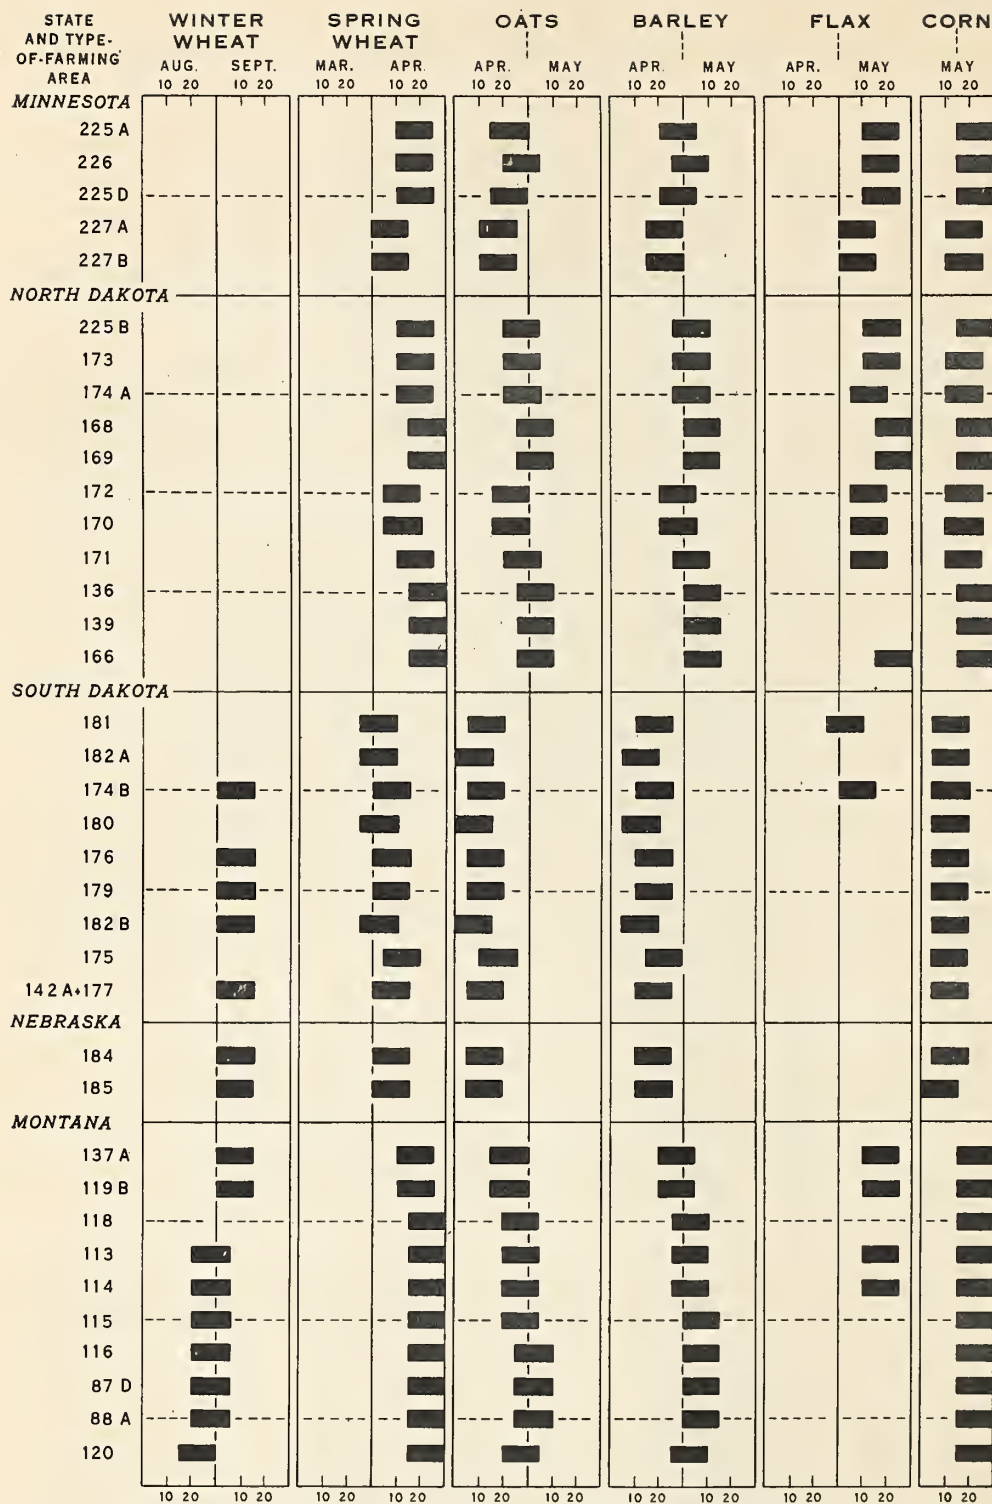 STATE AND TYPE-OF-FARMING AREA
WINTER WHEAT
SPRING WHEAT
OATS
BARLEY
FLAX
CORN
AUG. SEPT. MAR. APR. APR. MAY APR. MAY APR. MAY MAY
10 20 10 20 10 20 10 20 10 20 10 20 10 20 10 20 10 20 10 20 10 20
MINNESOTA
225 A
226
225 D
227 A
227 B
NORTH DAKOTA
225 B
173
174 A
168
169
172
170
171
136
139
166
SOUTH DAKOTA
181
182 A
174 B
180
176
179
182 B
175
142 A+177
NEBRASKA
184
185
MONTANA
137 A
119 B
118
113
114
115
116
87 D
88 A
120
10 20 10 20 10 20 10 20 10 20 10 20 10 20 10 20 10 20 10 20 10 20